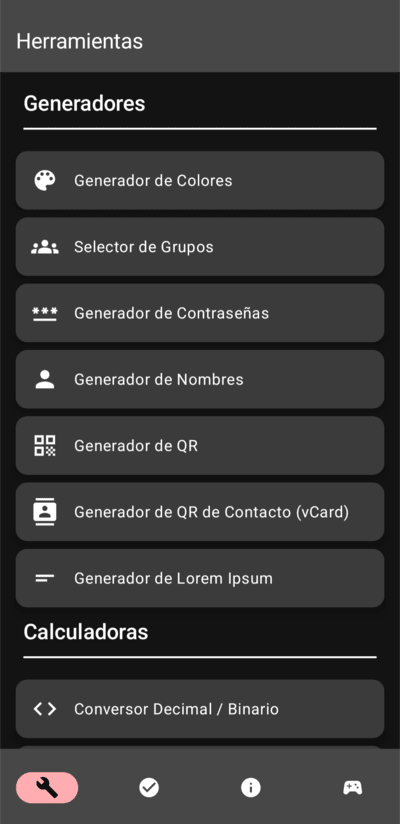 Herramientas
Generadores
Generador de Colores
Selector de Grupos
Generador de Contraseñas
Generador de Nombres
Generador de QR
Generador de QR de Contacto (vCard)
Generador de Lorem Ipsum
Calculadoras
Conversor Decimal / Binario